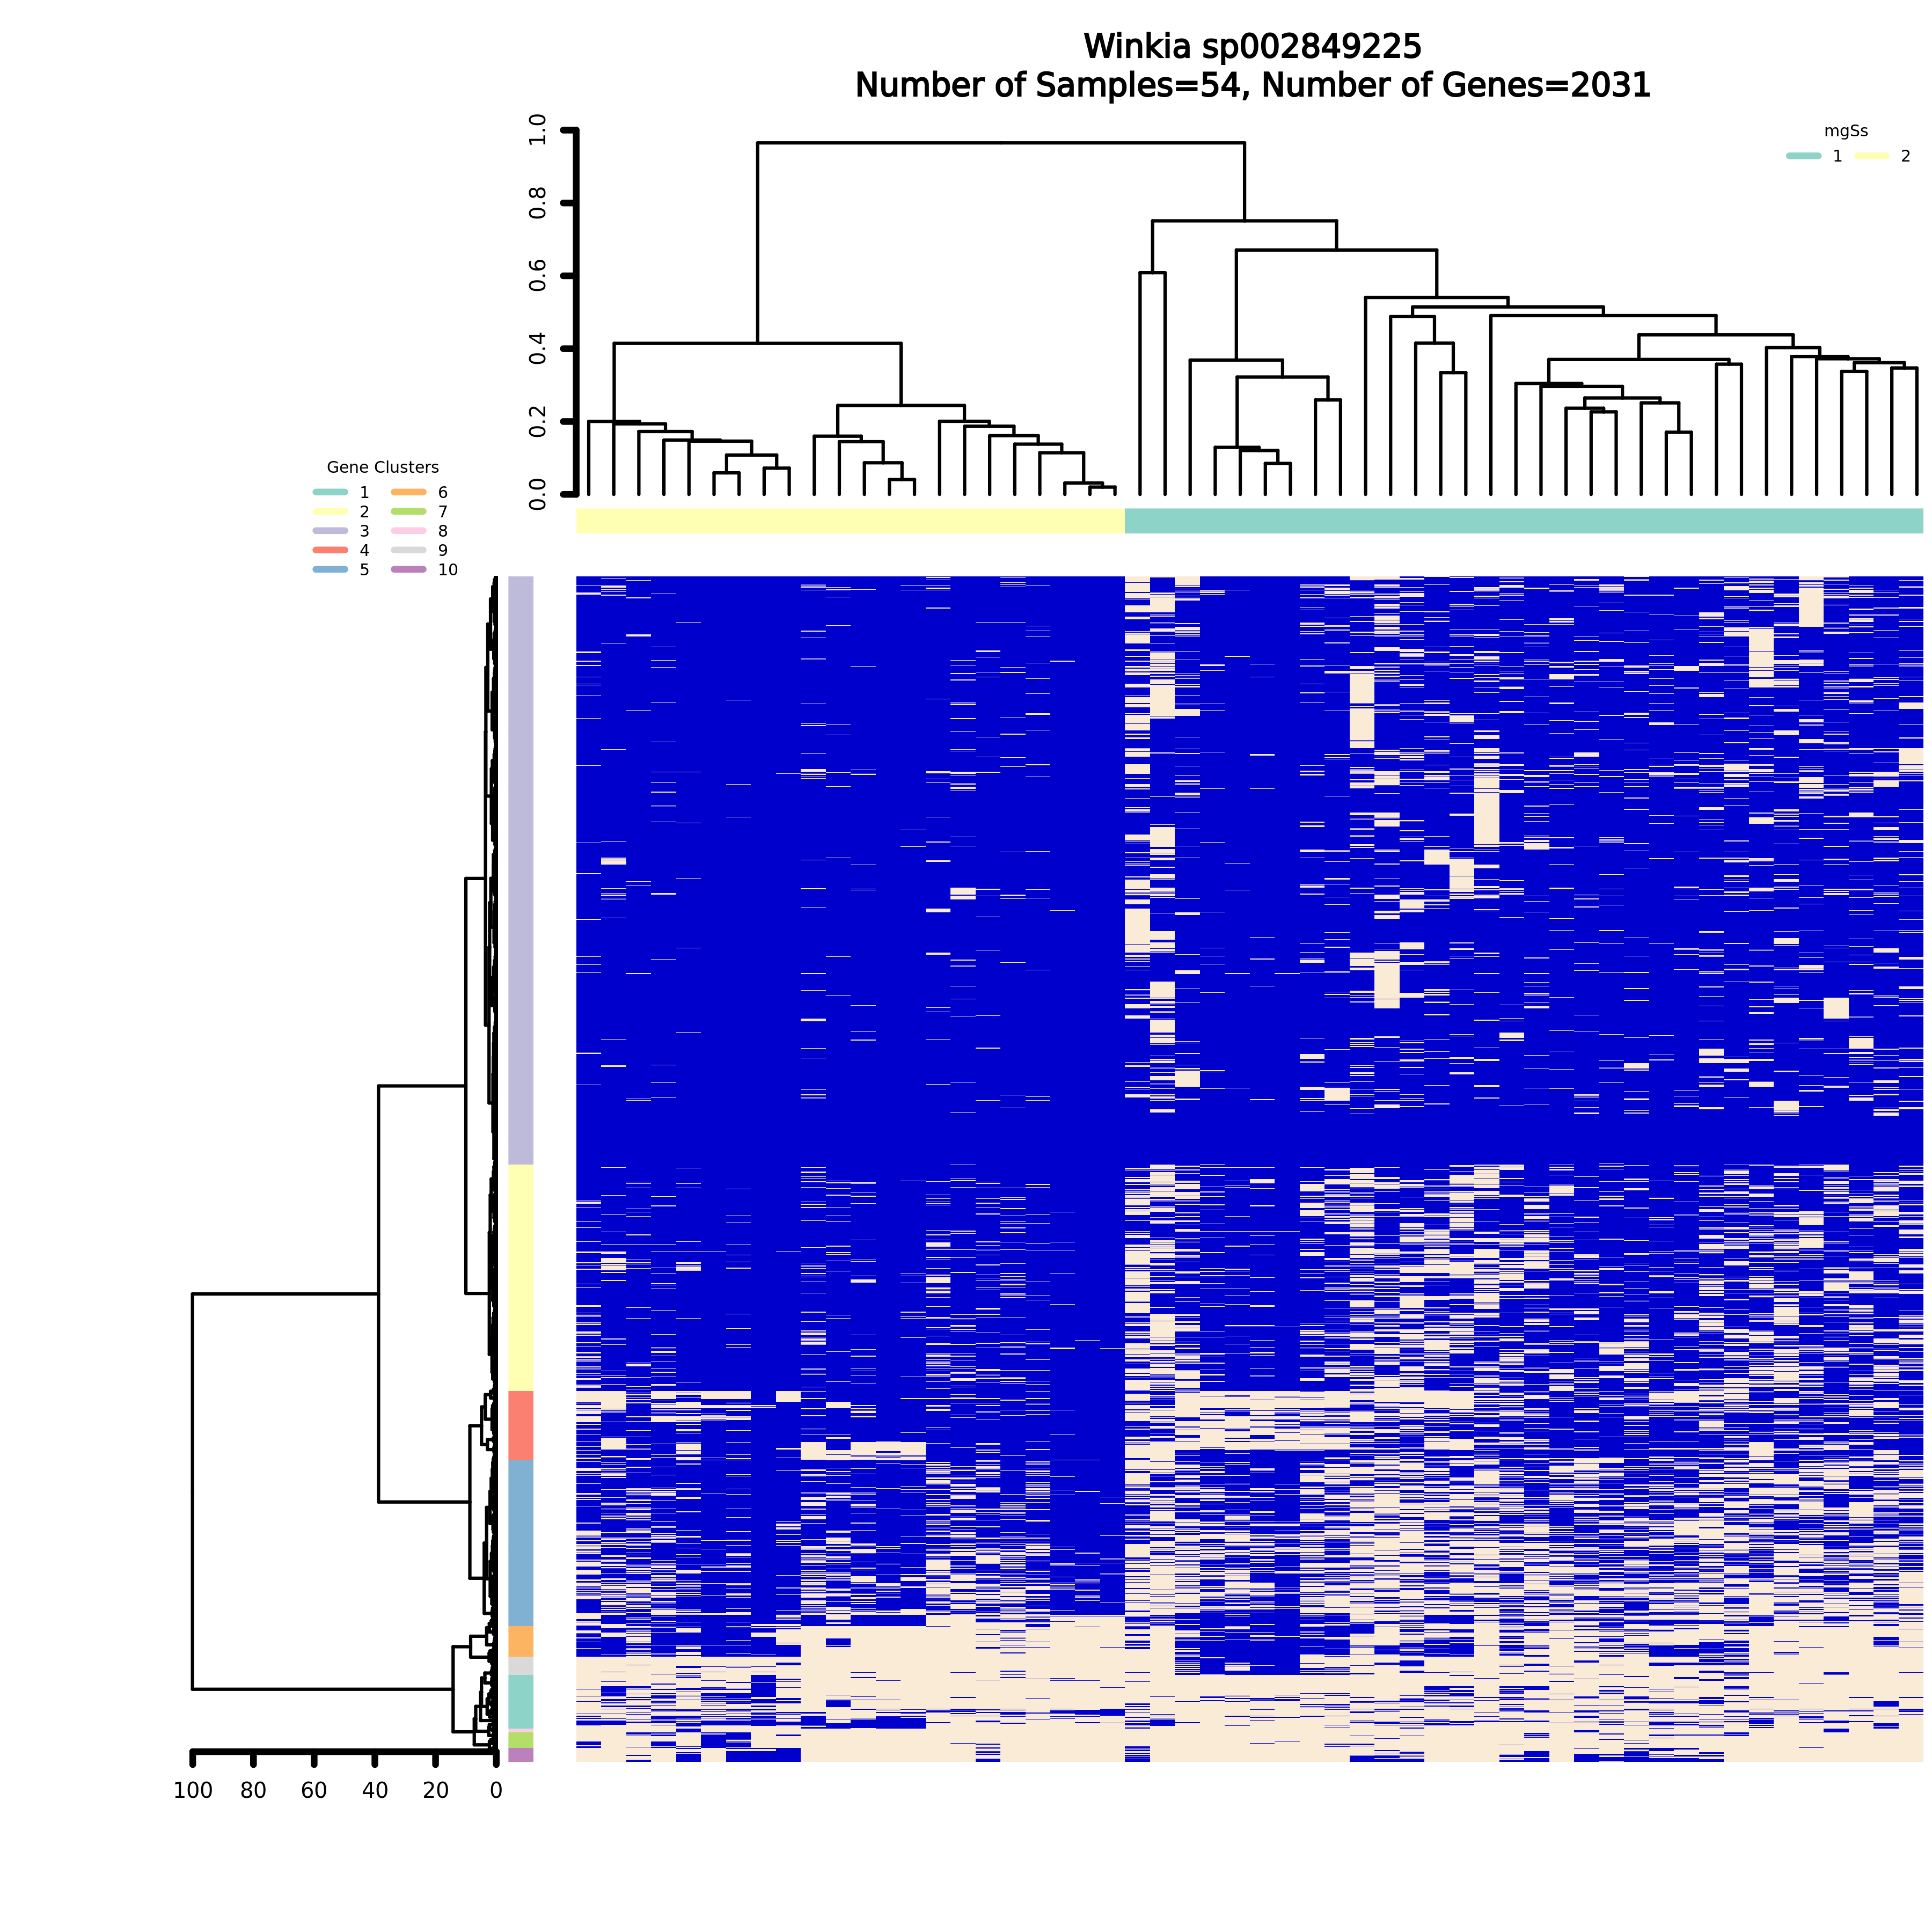 Winkia sp002849225
Number of Samples=54, Number of Genes=2031
mgSs
1 2
1.0
0.8
0.6
0.4
0.2
0.0
Gene Clusters
1 6
2 7
3 8
4 9
5 10
100 80 60 40 20 0